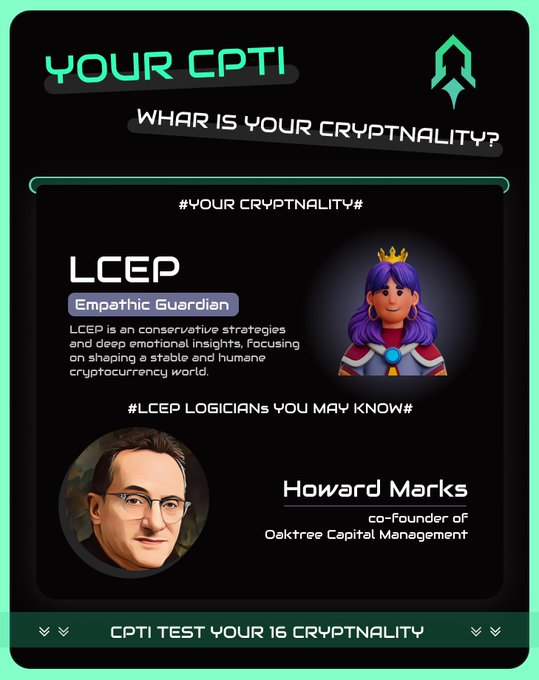 YOUR CPTI
WHAR IS YOUR CRYPTNALITY?
#YOUR CRYPTNALITY#
LCEP
Empathic Guardian
LCEP is an conservative strategies
and deep emotional insights, focusing
on shaping a stable and humane
cryptocurrency world.
#LCEP LOGICIANs YOU MAY KNOW#
Howard Marks
co-founder of
Oaktree Capital Management
CPTI TEST YOUR 16 CRYPTNALITY